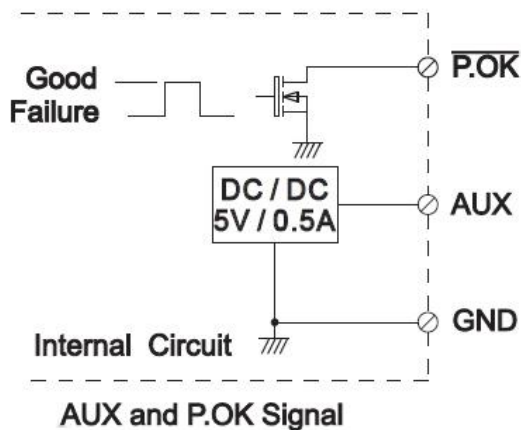 Good
Failure
P.OK
DC / DC
5V / 0.5A
AUX
GND
Internal Circuit
AUX and P.OK Signal